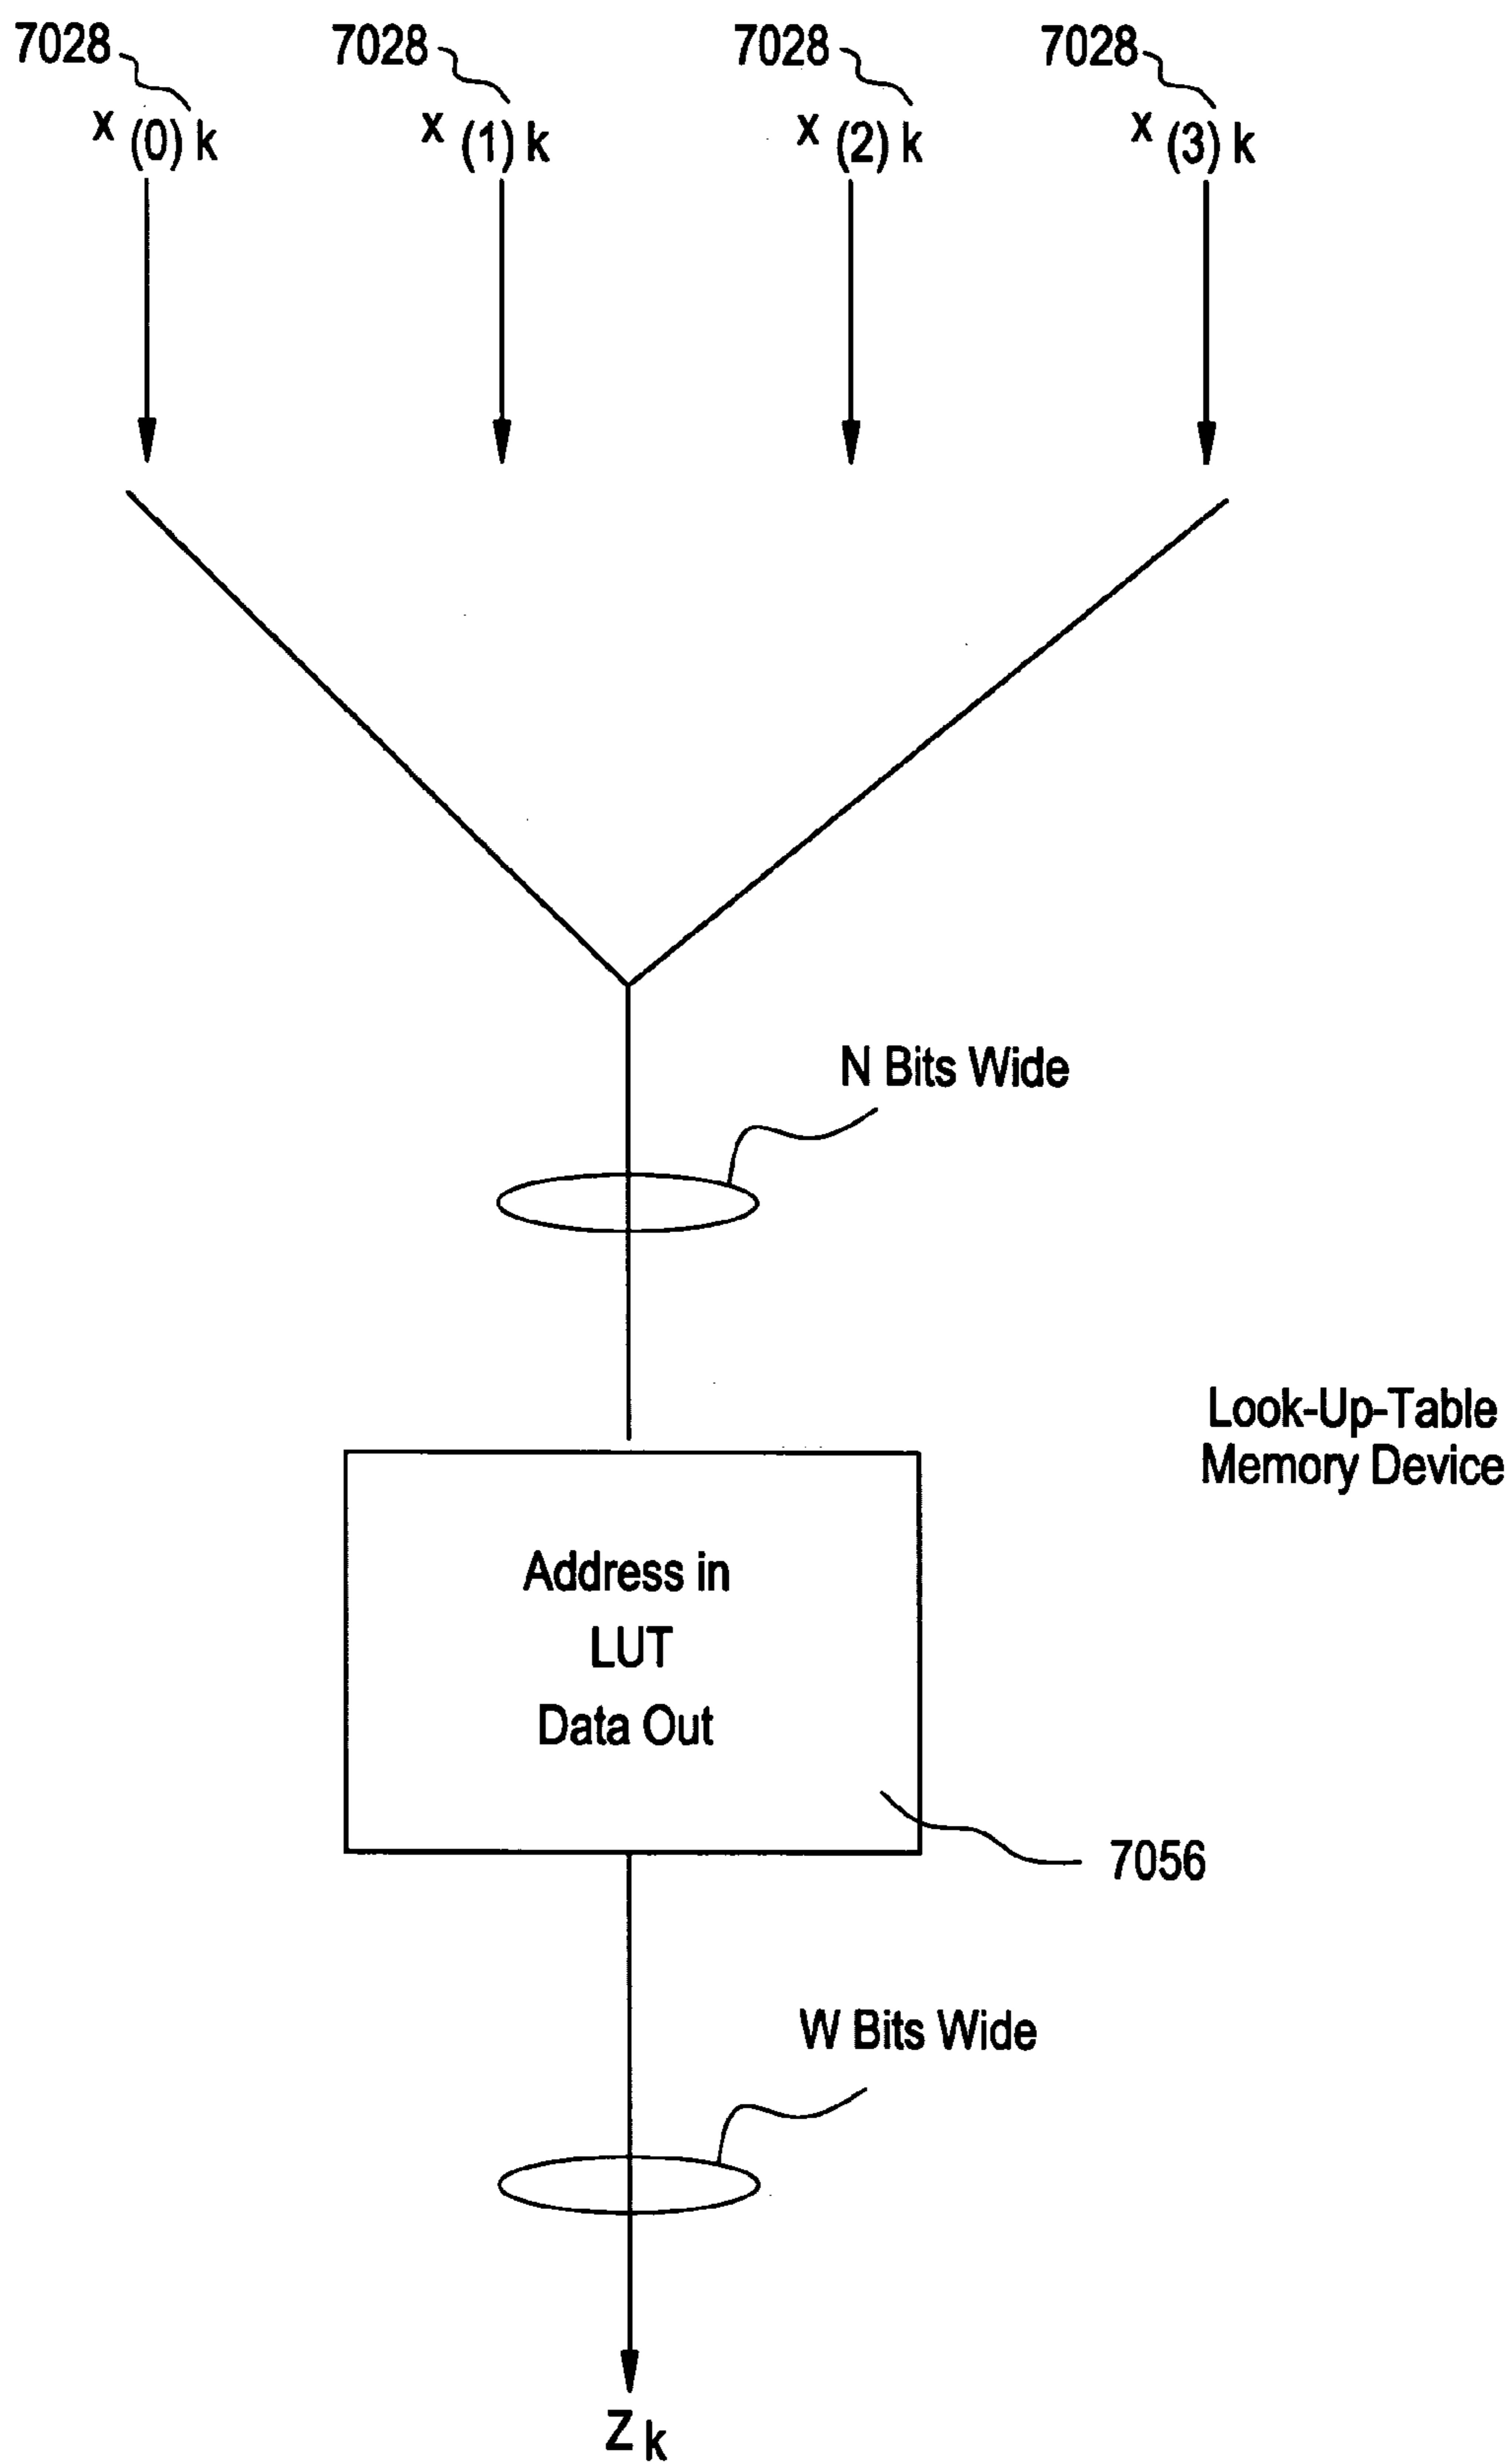 7028 7028 7028 7028
x (0) k x (1) k x (2) k x (3) k
N Bits Wide
Look-Up-Table
Memory Device
Address in
LUT
Data Out
7056
W Bits Wide
Z k